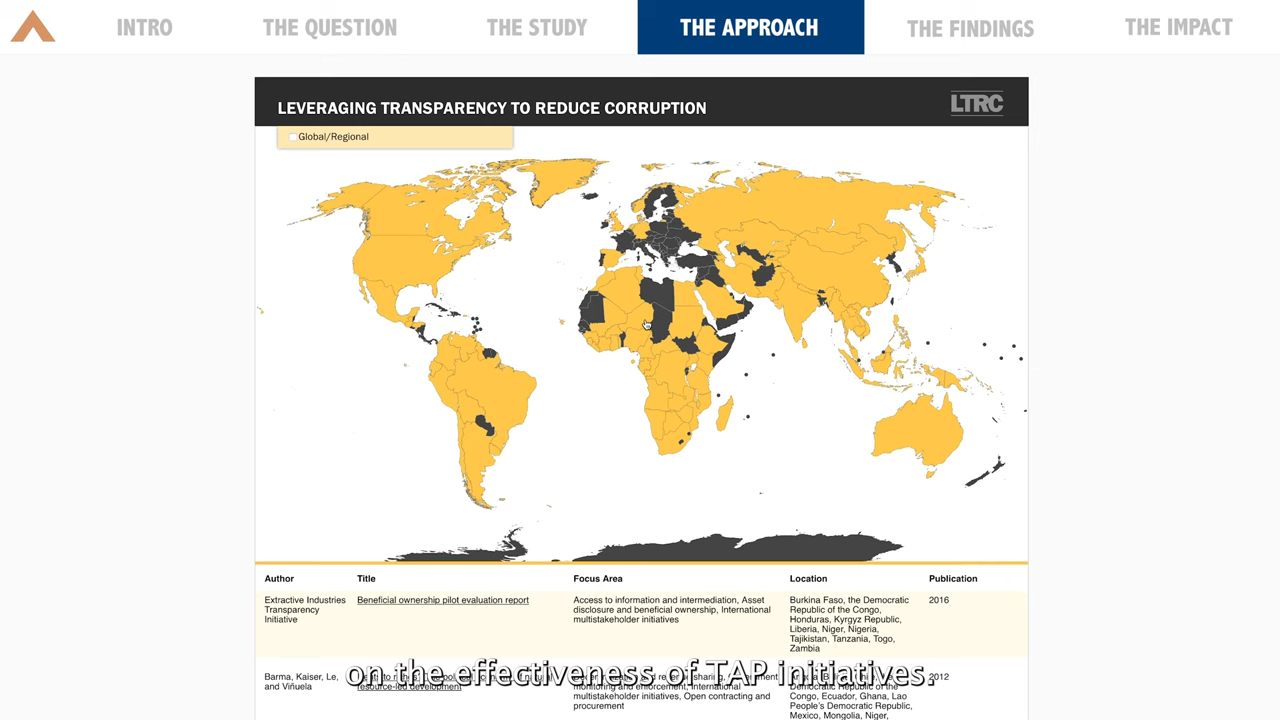 INTRO
THE QUESTION
THE STUDY
THE APPROACH
THE FINDINGS
THE IMPACT
LEVERAGING TRANSPARENCY TO REDUCE CORRUPTION
LTRC
Global/Regional
Author
Title
Focus Area
Location
Publication
Extractive Industries
Transparency
Initiative
Beneficial ownership pilot evaluation report
Access to information and intermediation, Asset
disclosure and beneficial ownership, International
multistakeholder initiatives
Burkina Faso, the Democratic
Republic of the Congo,
Honduras, Kyrgyz Republic,
Liberia, Niger, Nigeria,
Tajikistan, Tanzania, Togo,
Zambia
2016
Barma, Kaiser, Le,
and Viñuela
resource-led development
monitoring and enforcement, International
multistakeholder initiatives, Open contracting and
procurement
Democratic Republic of the
Congo, Ecuador, Ghana, Lao
People's Democratic Republic,
Mexico, Mongolia, Niger,
2012
on the effectiveness of TAP initiatives.